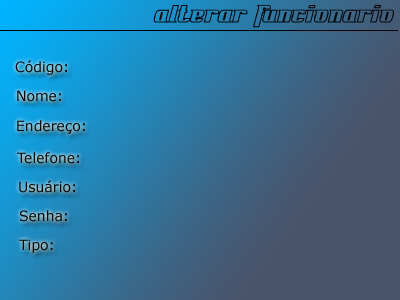 alterar funcionario
Código:
Nome:
Endereço:
Telefone:
Usuário:
Senha:
Tipo: